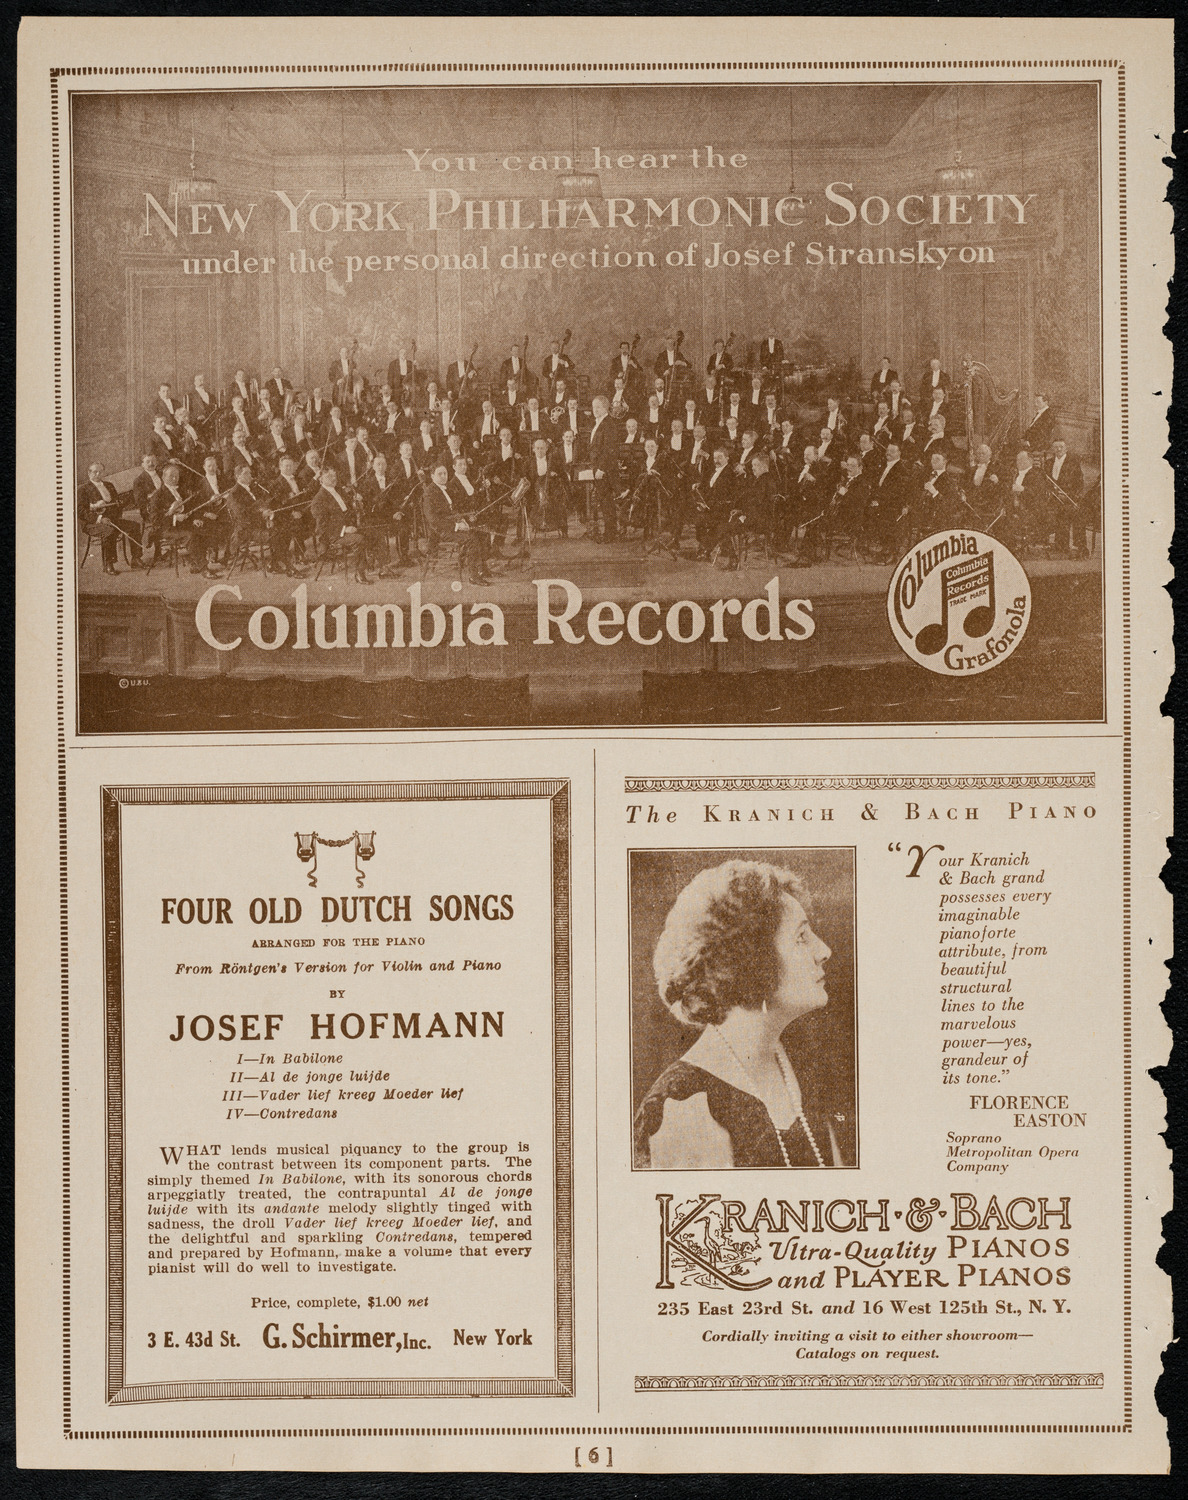 You can hear the
NEW YORK PHILHARMONIC SOCIETY
under the personal direction of Josef Stransky on
Columbia Records
Columbia
Columbia
Records
TRADE MARK
Grafonola
© U & U.
FOUR OLD DUTCH SONGS
ARRANGED FOR THE PIANO
From Röntgen's Version for Violin and Piano
BY
JOSEF HOFMANN
I—In Babilone
II—Al de jonge luijde
III—Vader lief kreeg Moeder lief
IV—Contredans
WHAT lends musical piquancy to the group is
the contrast between its component parts. The
simply themed In Babilone, with its sonorous chords
arpeggiatly treated, the contrapuntal Al de jonge
luijde with its andante melody slightly tinged with
sadness, the droll Vader lief kreeg Moeder lief, and
the delightful and sparkling Contredans, tempered
and prepared by Hofmann, make a volume that every
pianist will do well to investigate.
Price, complete, $1.00 net
3 E. 43d St. G. Schirmer, Inc. New York
The KRANICH & BACH PIANO
"Your Kranich
& Bach grand
possesses every
imaginable
pianoforte
attribute, from
beautiful
structural
lines to the
marvelous
power—yes,
grandeur of
its tone."
FLORENCE
EASTON
Soprano
Metropolitan Opera
Company
KRANICH·&·BACH
Ultra-Quality PIANOS
and PLAYER PIANOS
235 East 23rd St. and 16 West 125th St., N. Y.
Cordially inviting a visit to either showroom—
Catalogs on request.
[ 6 ]